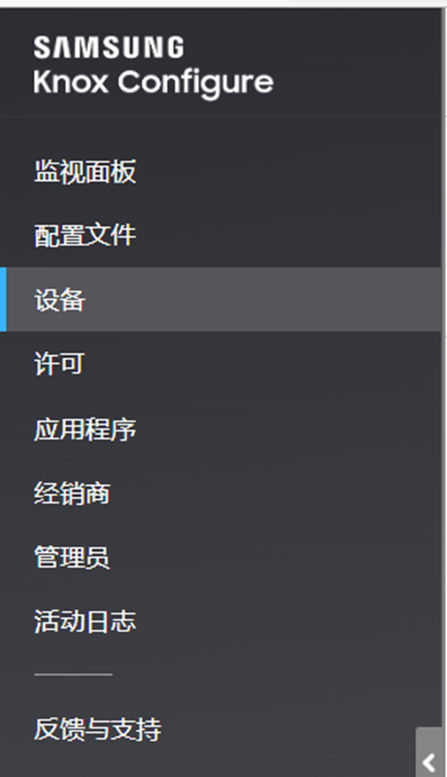 SAMSUNG
Knox Configure
监视面板
配置文件
设备
许可
应用程序
经销商
管理员
活动日志
反馈与支持